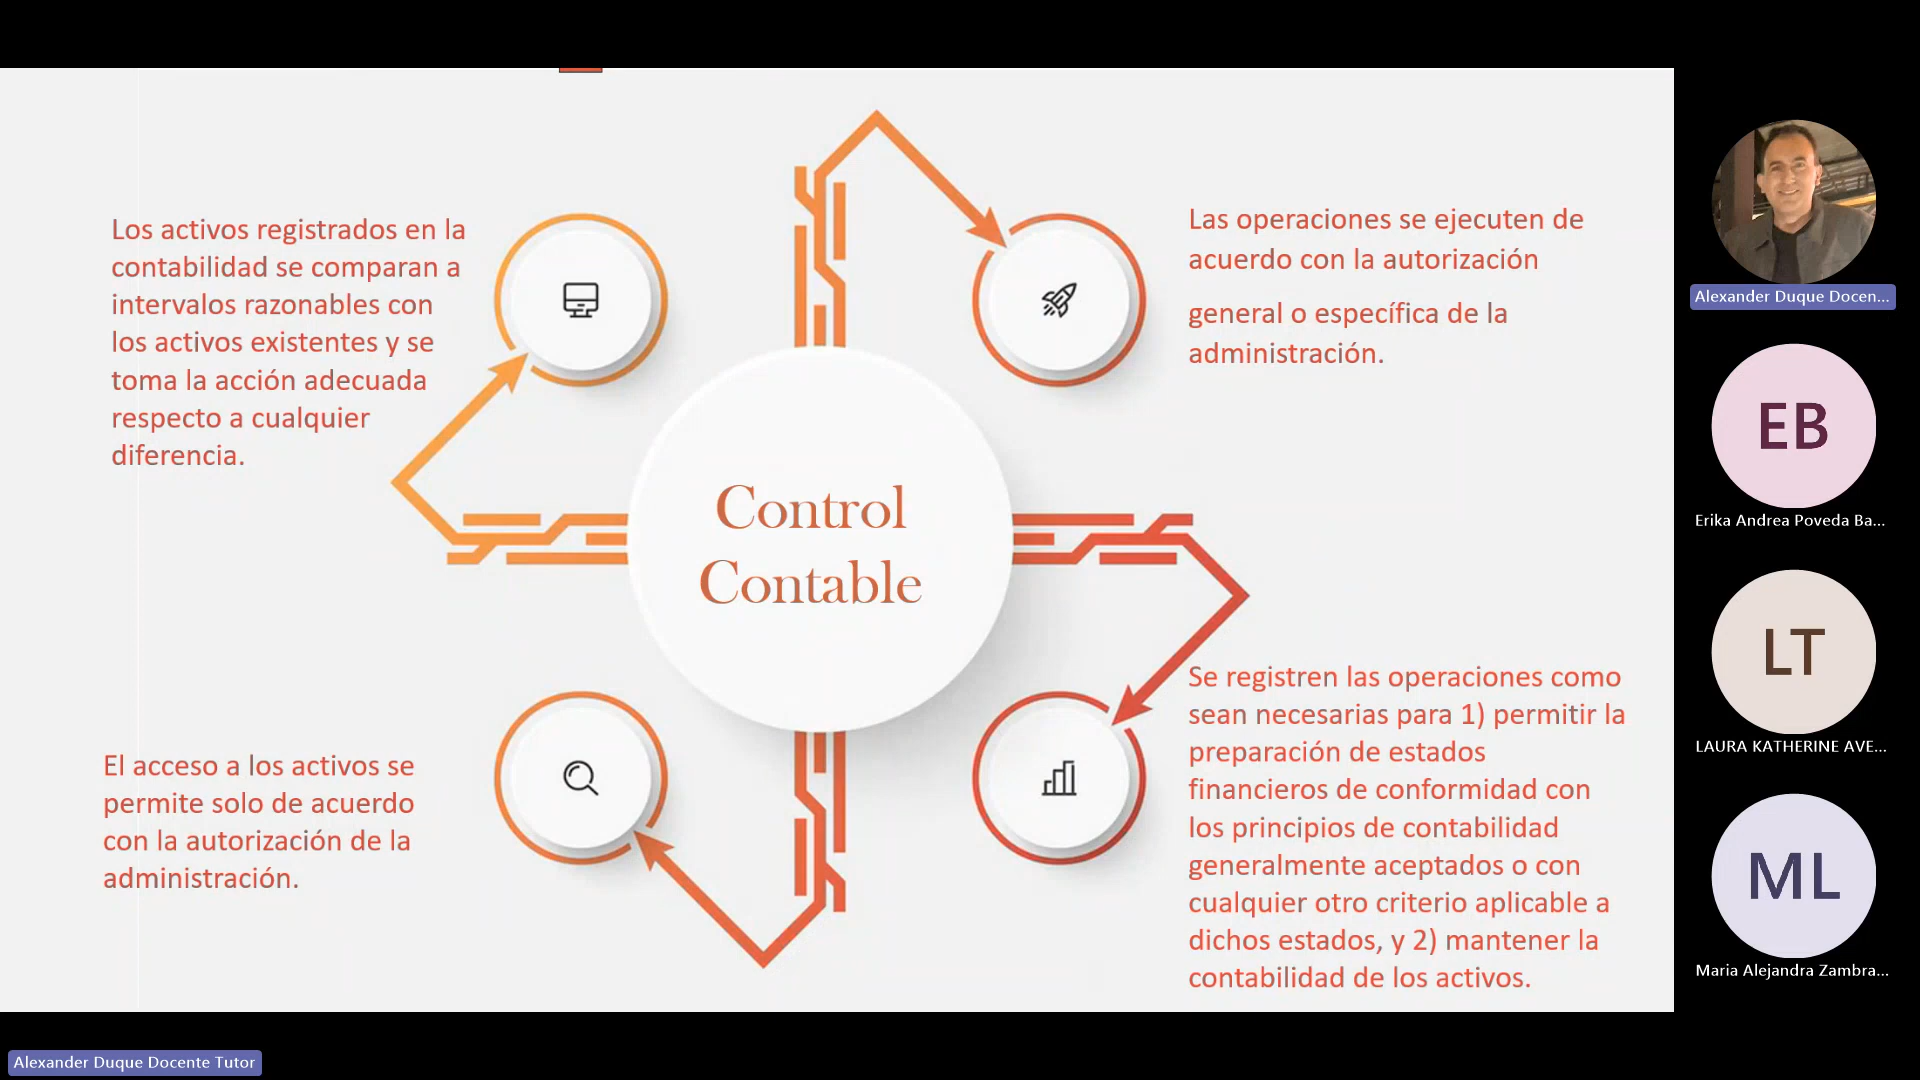 Los activos registrados en la
contabilidad se comparan a
intervalos razonables con
los activos existentes y se
toma la acción adecuada
respecto a cualquier
diferencia.
Las operaciones se ejecuten de
acuerdo con la autorización
general o específica de la
administración.
Control
Contable
El acceso a los activos se
permite solo de acuerdo
con la autorización de la
administración.
Se registren las operaciones como
sean necesarias para 1) permitir la
preparación de estados
financieros de conformidad con
los principios de contabilidad
generalmente aceptados o con
cualquier otro criterio aplicable a
dichos estados, y 2) mantener la
contabilidad de los activos.
Alexander Duque Docen...
EB
Erika Andrea Poveda Ba...
LT
LAURA KATHERINE AVE...
ML
Maria Alejandra Zambra...
Alexander Duque Docente Tutor